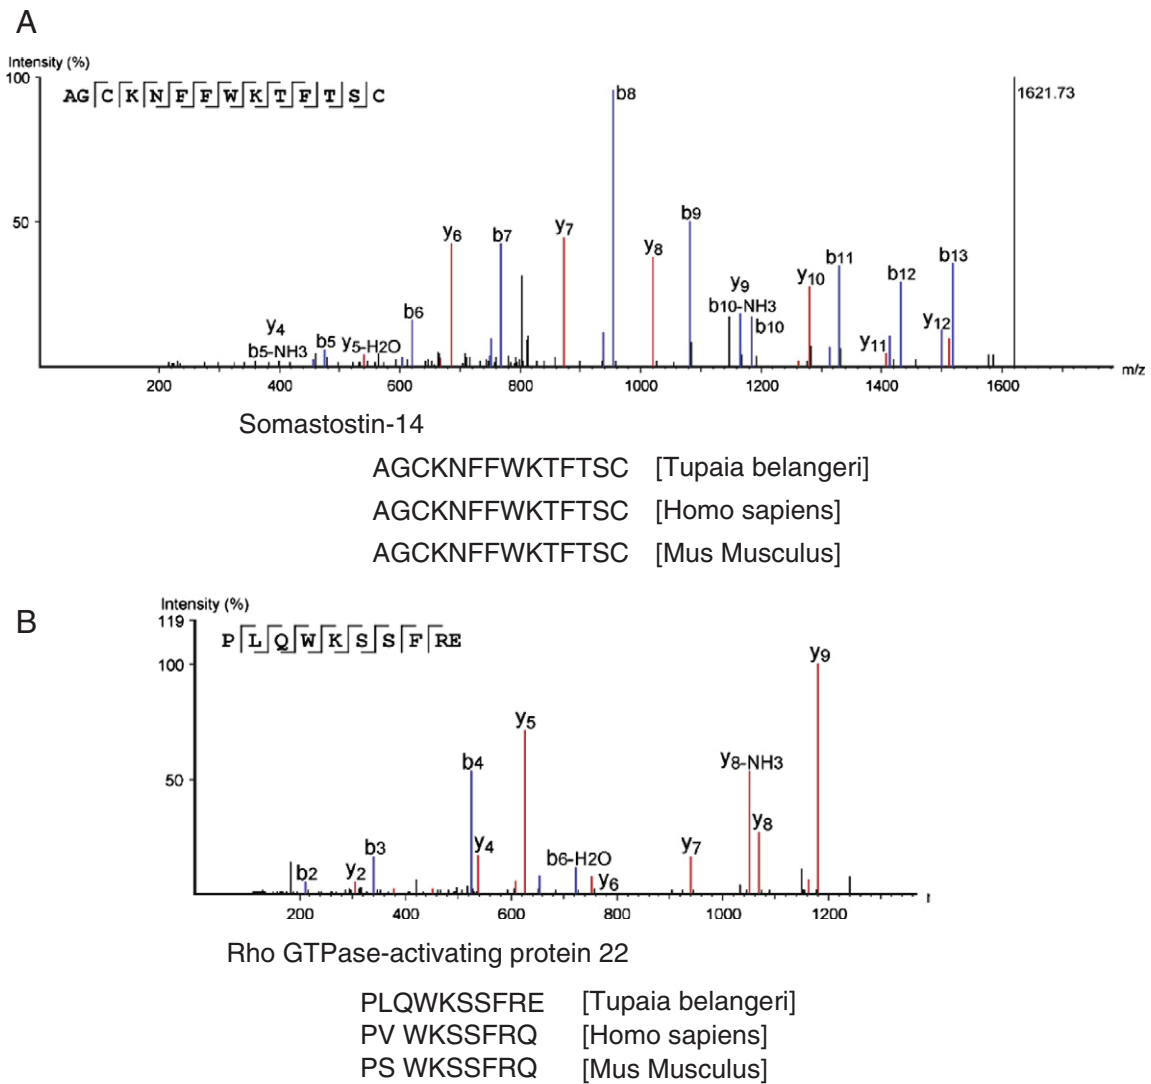 A
Intensity (%)
100
AGCKNFFWKTFTSC
b8
1621.73
50
y6
b7
y7
b9
y8
y9
y10
b11
b12
b13
y4
b5-NH3
b5
y5-H2O
b6
b10-NH3
b10
y11
y12
200 400 600 800 1000 1200 1400 1600
m/z
Somastostin-14
AGCKNFFWKTFTSC [Tupaia belangeri]
AGCKNFFWKTFTSC [Homo sapiens]
AGCKNFFWKTFTSC [Mus Musculus]
B
Intensity (%)
119
PLQWKSSFRE
100
y9
y5
b4
y8-NH3
50
y8
y4
b3
b6-H2O
y7
b2
y2
y6
200 400 600 800 1000 1200
Rho GTPase-activating protein 22
PLQWKSSFRE [Tupaia belangeri]
PV WKSSFRQ [Homo sapiens]
PS WKSSFRQ [Mus Musculus]